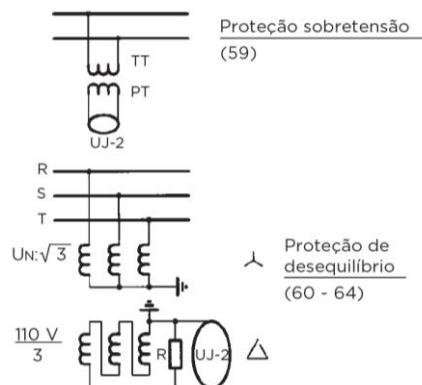 Proteção sobretensão
(59)
TT
PT
UJ-2
R
S
T
UN:√3
Proteção de
desequilíbrio
(60 - 64)
110 V
3
R
UJ-2